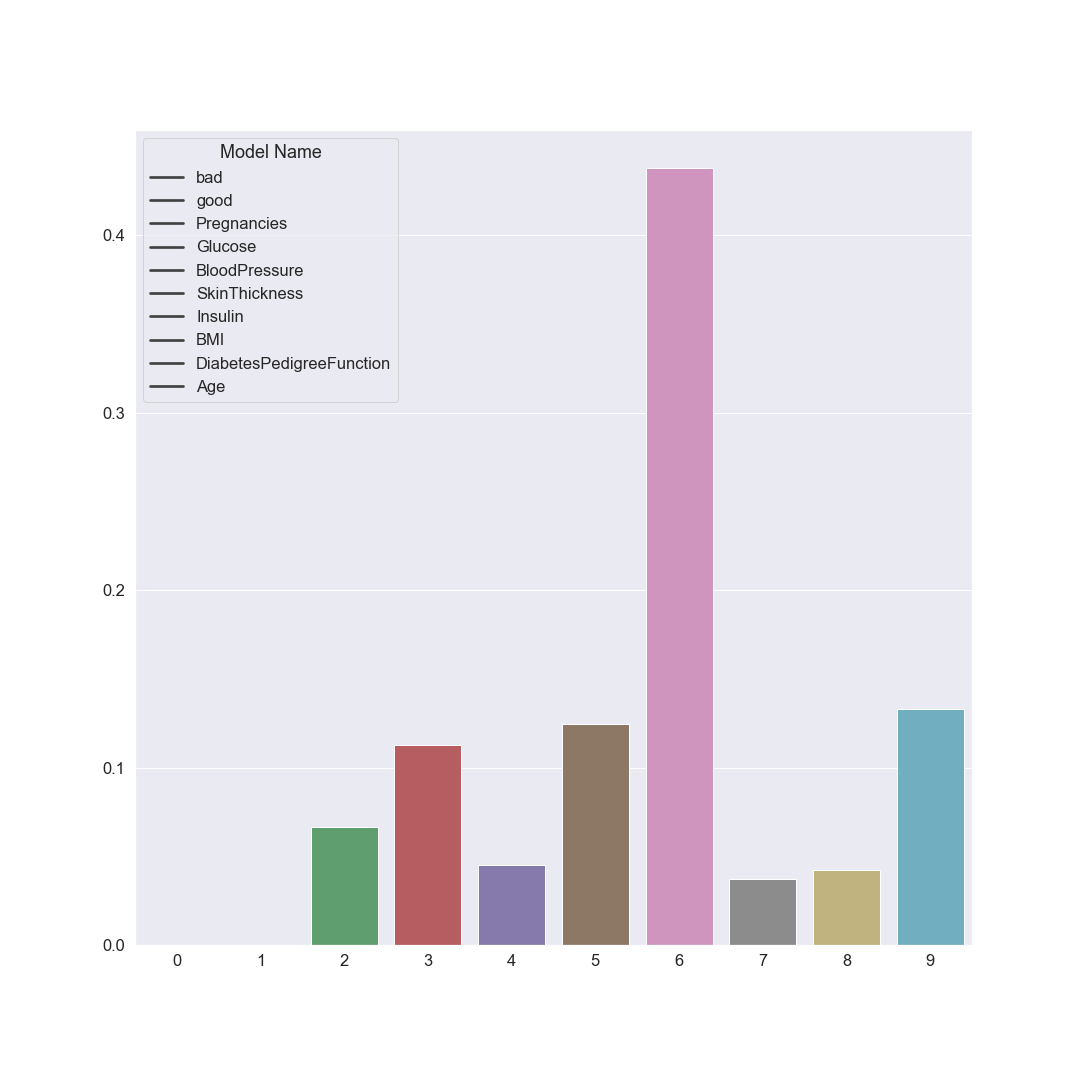 Model Name
bad
good
Pregnancies
Glucose
BloodPressure
SkinThickness
Insulin
BMI
DiabetesPedigreeFunction
Age
0.4
0.3
0.2
0.1
0.0
0 1 2 3 4 5 6 7 8 9